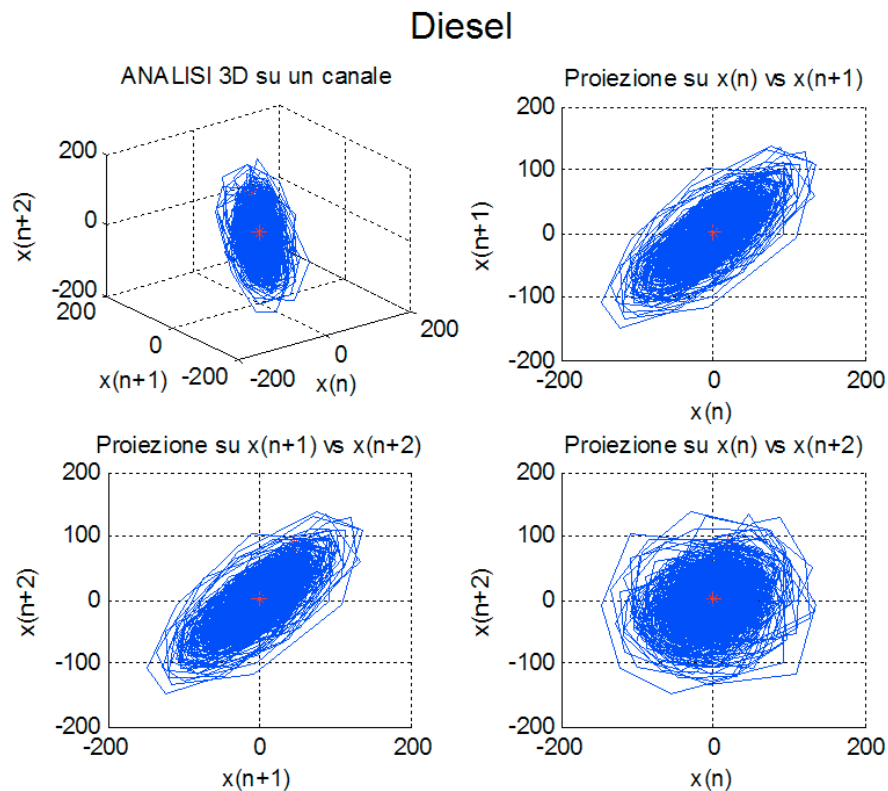 Diesel
ANALISI 3D su un canale
200
0
-200
x(n+2)
200
0
-200
x(n+1)
-200
0
200
x(n)
Proiezione su x(n) vs x(n+1)
200
100
0
-100
-200
x(n+1)
-200
0
200
x(n)
Proiezione su x(n+1) vs x(n+2)
200
100
0
-100
-200
x(n+2)
-200
0
200
x(n+1)
Proiezione su x(n) vs x(n+2)
200
100
0
-100
-200
x(n+2)
-200
0
200
x(n)